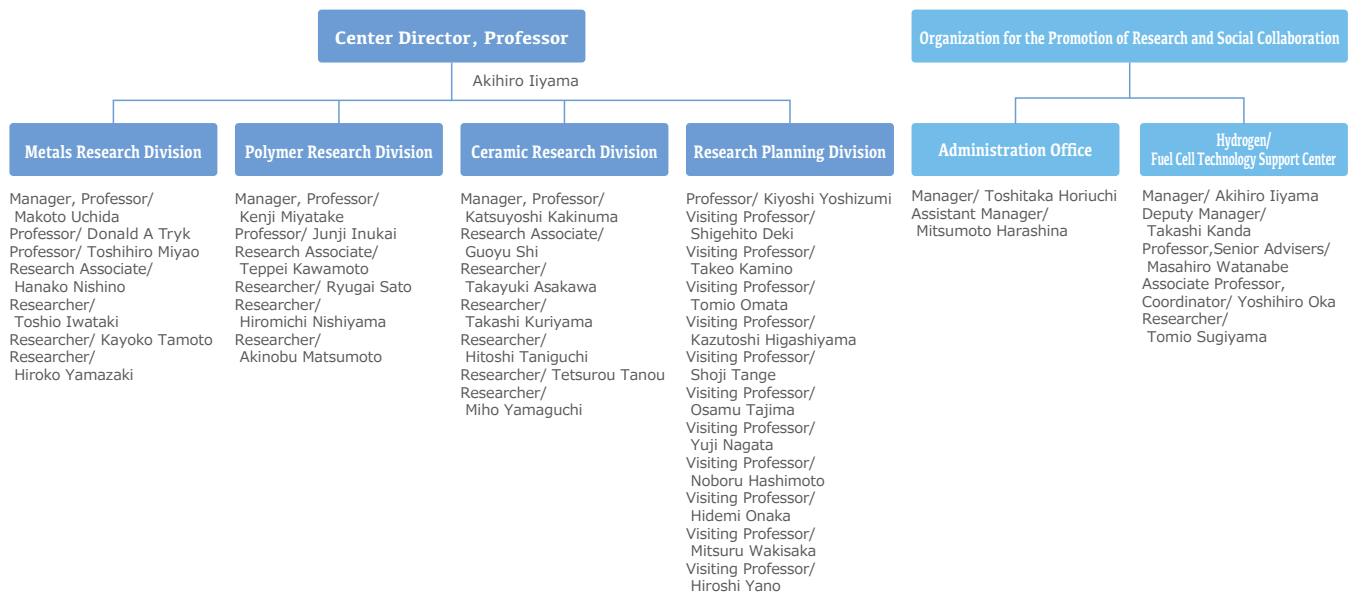 Center Director, Professor
Akihiro Iiyama
Metals Research Division
Manager, Professor/
Makoto Uchida
Professor/ Donald A Tryk
Professor/ Toshihiro Miyao
Research Associate/
Hanako Nishino
Researcher/
Toshio Iwataki
Researcher/ Kayoko Tamoto
Researcher/
Hiroko Yamazaki
Polymer Research Division
Manager, Professor/
Kenji Miyatake
Professor/ Junji Inukai
Research Associate/
Teppei Kawamoto
Researcher/ Ryugai Sato
Researcher/
Hiromichi Nishiyama
Researcher/
Akinobu Matsumoto
Ceramic Research Division
Manager, Professor/
Katsuyoshi Kakinuma
Research Associate/
Guoyu Shi
Researcher/
Takayuki Asakawa
Researcher/
Takashi Kuriyama
Researcher/
Hitoshi Taniguchi
Researcher/ Tetsurou Tanou
Researcher/
Miho Yamaguchi
Research Planning Division
Professor/ Kiyoshi Yoshizumi
Visiting Professor/
Shigehito Deki
Visiting Professor/
Takeo Kamino
Visiting Professor/
Tomio Omata
Visiting Professor/
Kazutoshi Higashiyama
Visiting Professor/
Shoji Tange
Visiting Professor/
Osamu Tajima
Visiting Professor/
Yuji Nagata
Visiting Professor/
Noboru Hashimoto
Visiting Professor/
Hidemi Onaka
Visiting Professor/
Mitsuru Wakisaka
Visiting Professor/
Hiroshi Yano
Organization for the Promotion of Research and Social Collaboration
Administration Office
Manager/ Toshitaka Horiuchi
Assistant Manager/
Mitsumoto Harashina
Hydrogen/
Fuel Cell Technology Support Center
Manager/ Akihiro Iiyama
Deputy Manager/
Takashi Kanda
Professor,Senior Advisers/
Masahiro Watanabe
Associate Professor,
Coordinator/ Yoshihiro Oka
Researcher/
Tomio Sugiyama